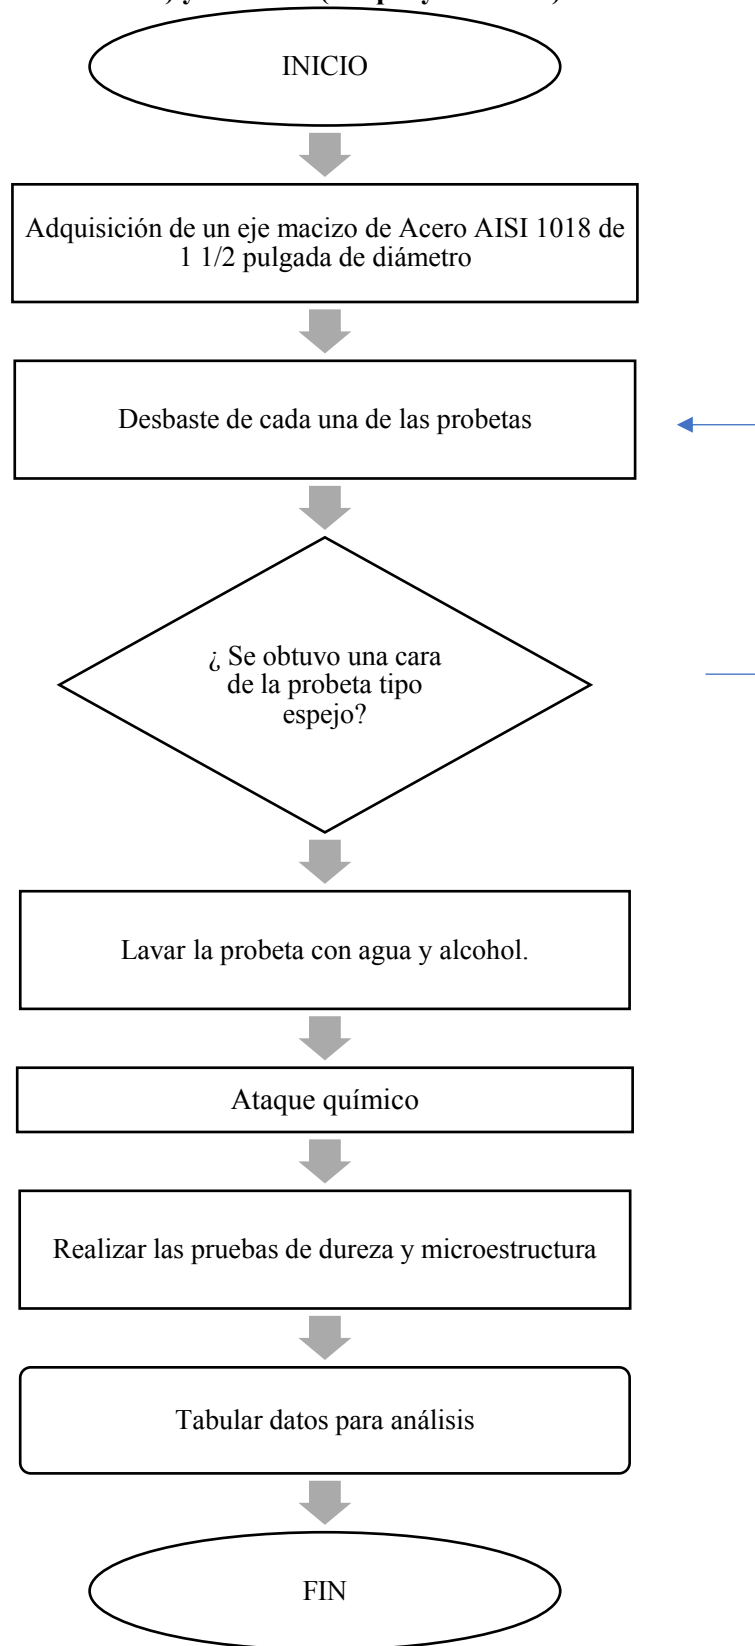 INICIO
Adquisición de un eje macizo de Acero AISI 1018 de
1 1/2 pulgada de diámetro
Desbaste de cada una de las probetas
¿ Se obtuvo una cara
de la probeta tipo
espejo?
Lavar la probeta con agua y alcohol.
Ataque químico
Realizar las pruebas de dureza y microestructura
Tabular datos para análisis
FIN